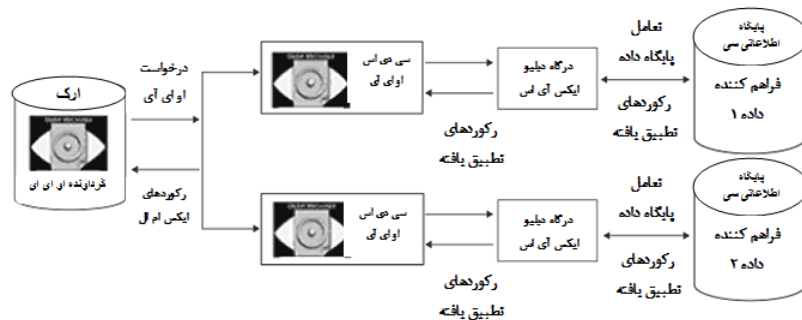 ارک
گردآورنده او ای ای
درخواست
او ای آی
رکوردهای
ایکس ام ال
سی دی اس
او ای آی
رکوردهای
تطبیق یافته
درگاه دبلیو
ایکس آی اس
تعامل
پایگاه داده
رکوردهای
تطبیق یافته
پایگاه
اطلاعاتی سی
فراهم کننده
داده ۱
سی دی اس
او ای آی
رکوردهای
تطبیق یافته
درگاه دبلیو
ایکس آی اس
تعامل
پایگاه داده
رکوردهای
تطبیق یافته
پایگاه
اطلاعاتی سی
فراهم کننده
داده ۲